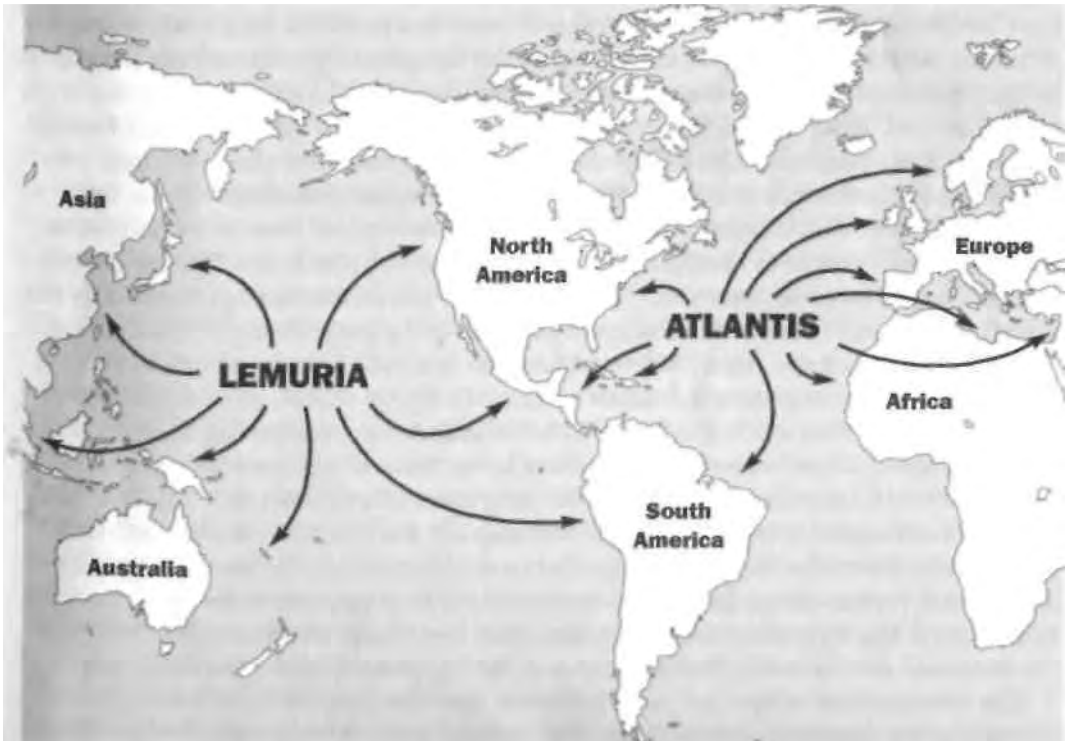 Asia
North
America
Europe
ATLANTIS
LEMURIA
Africa
South
America
Australia